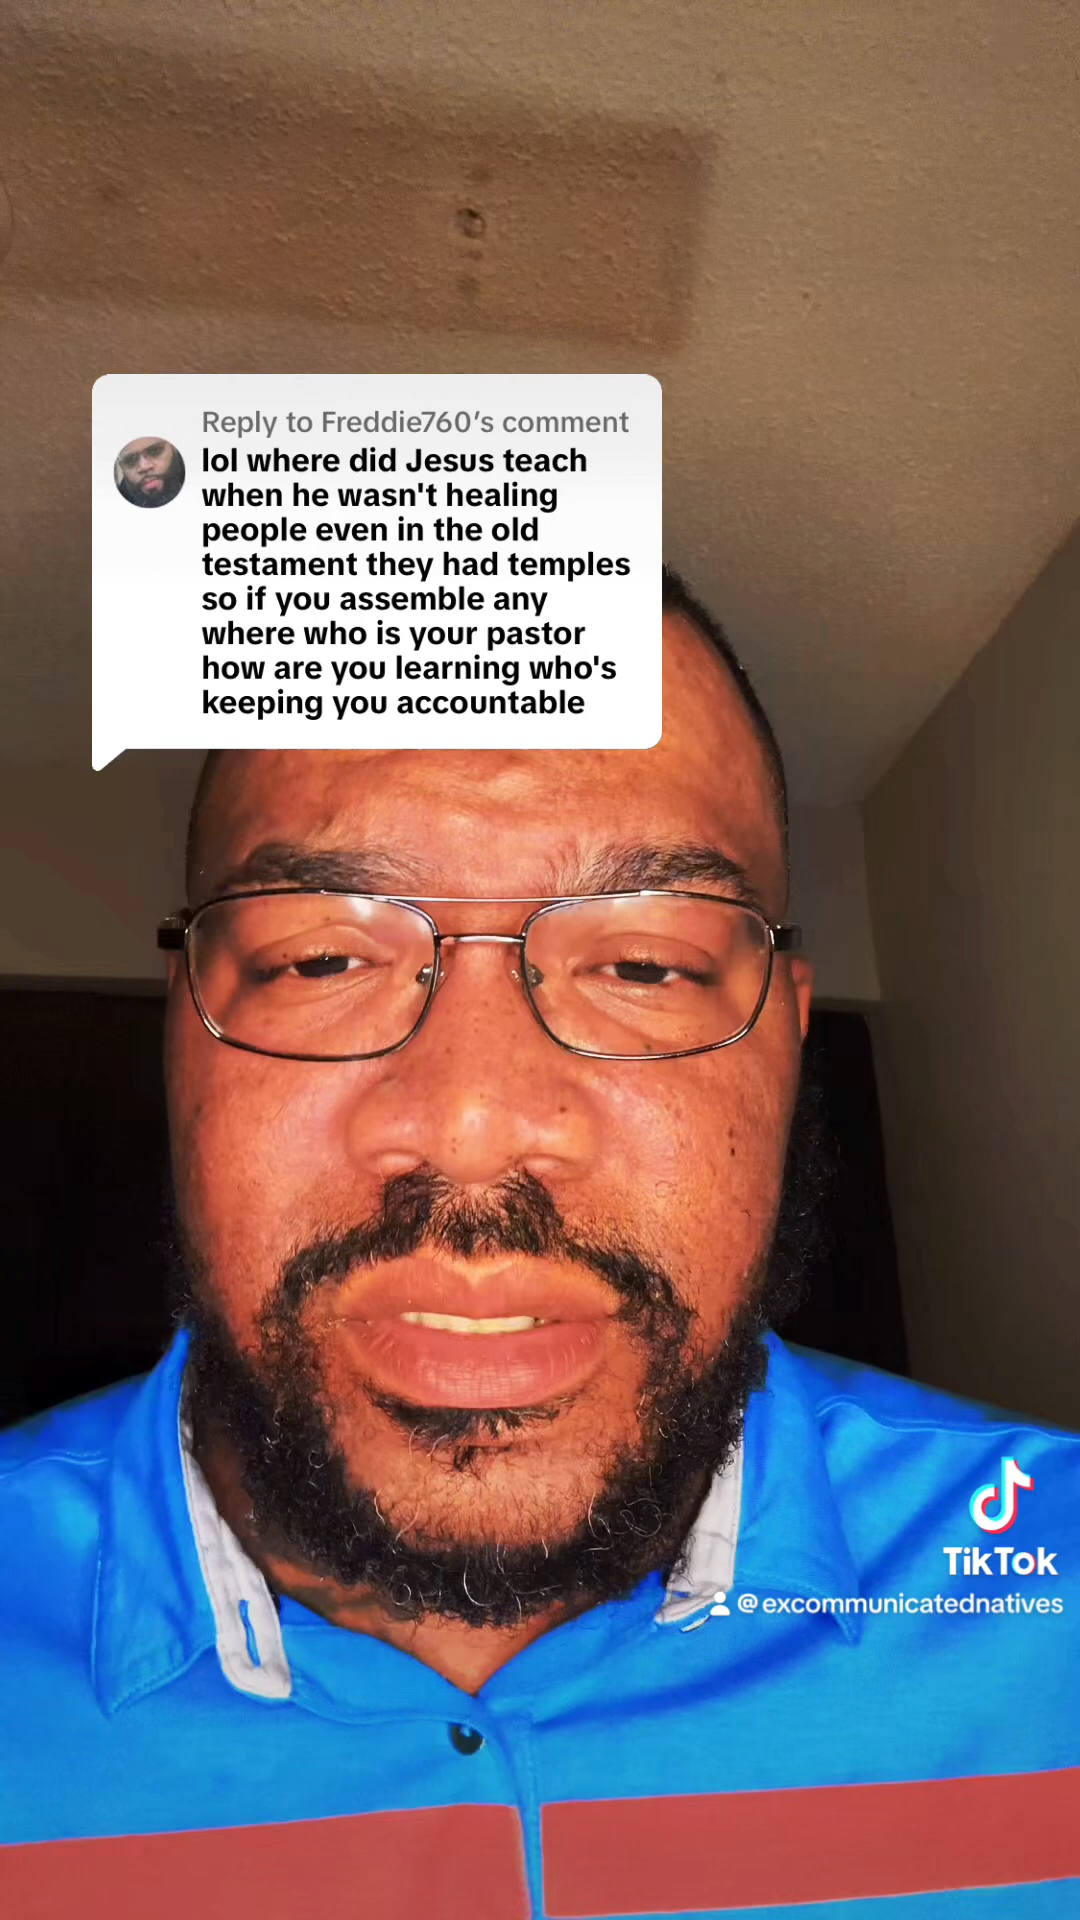 Reply to Freddie760's comment
lol where did Jesus teach
when he wasn't healing
people even in the old
testament they had temples
so if you assemble any
where who is your pastor
how are you learning who's
keeping you accountable
TikTok
@excommunicatednatives